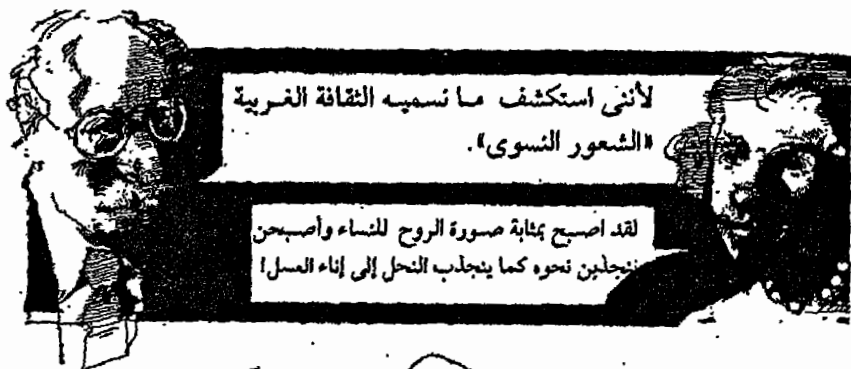 لأننى استكشف ما نسميه الثقافة الغربية
«الشعور النسوى».
لقد اصبح بمثابة صورة الروح للنساء وأصبحن
ينجذبن نحوه كما ينجذب النحل إلى إناء العسل!